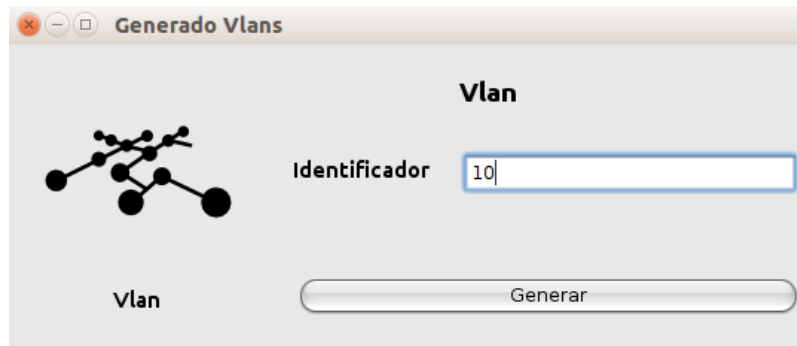 Generado Vlans
Vlan
Identificador 10
Vlan Generar